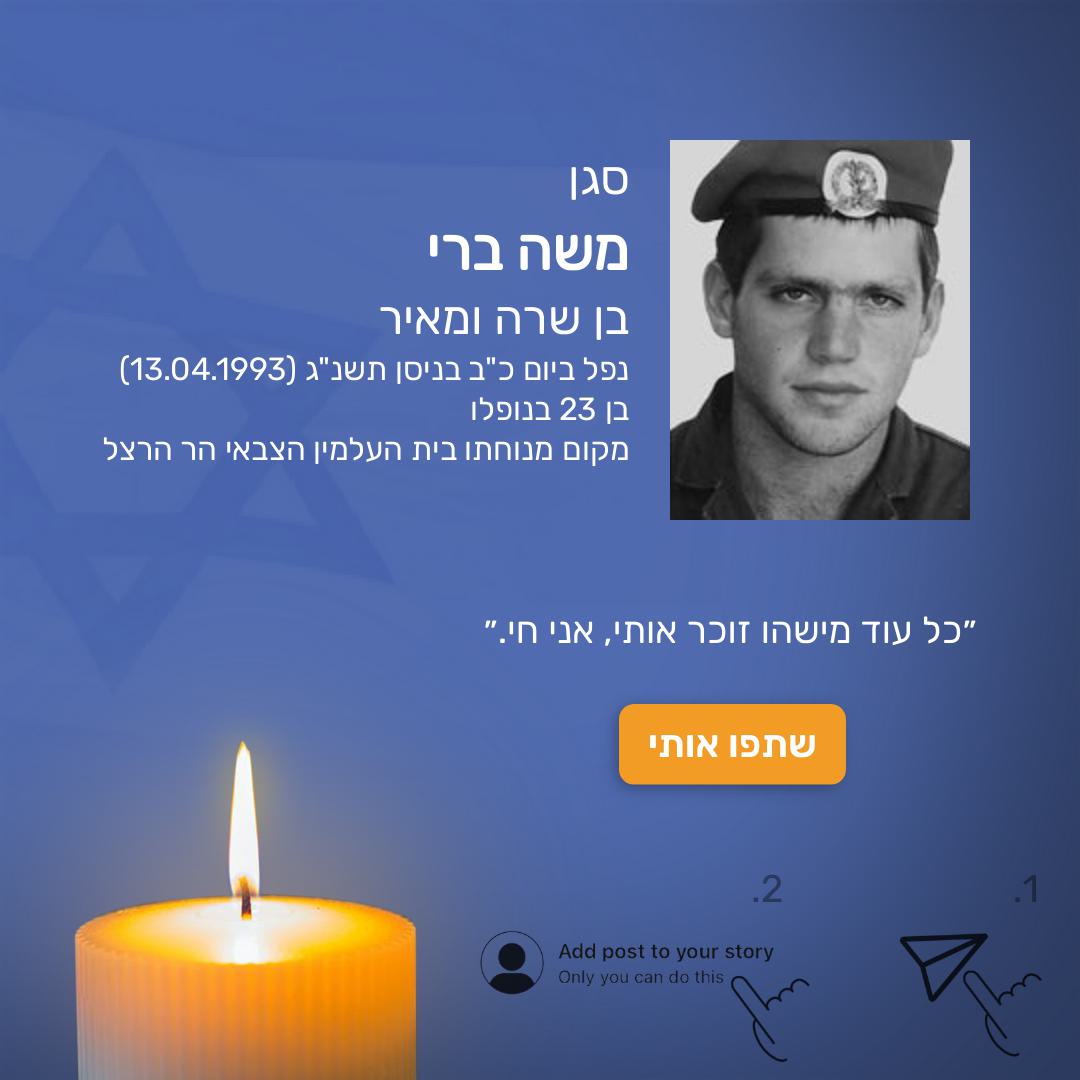 סגן
משה ברי
בן שרה ומאיר
נפל ביום כ"ב בניסן תשנ"ג (13.04.1993)
בן 23 בנופלו
מקום מנוחתו בית העלמין הצבאי הר הרצל
״כל עוד מישהו זוכר אותי, אני חי.״
שתפו אותי
1.
2.
Add post to your story
Only you can do this